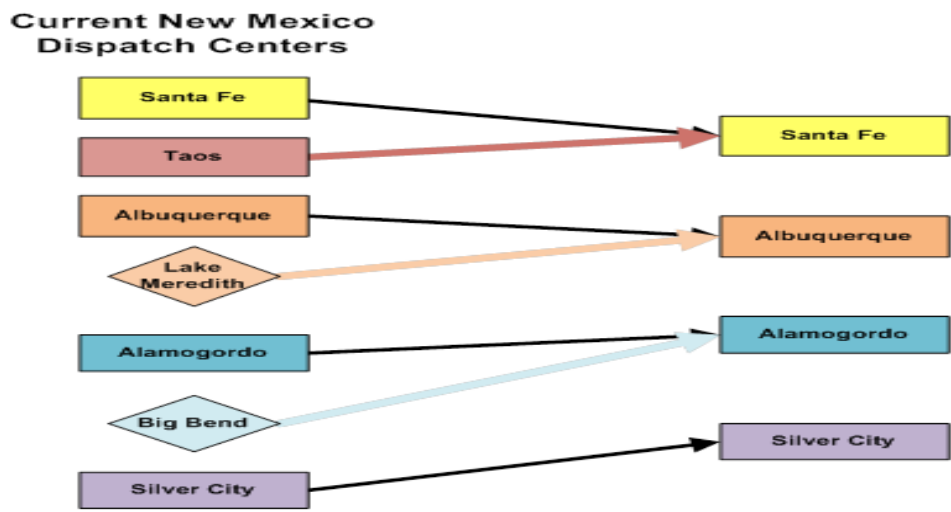 Current New Mexico
Dispatch Centers
Santa Fe
Taos
Albuquerque
Lake
Meredith
Alamogordo
Big Bend
Silver City
Santa Fe
Albuquerque
Alamogordo
Silver City